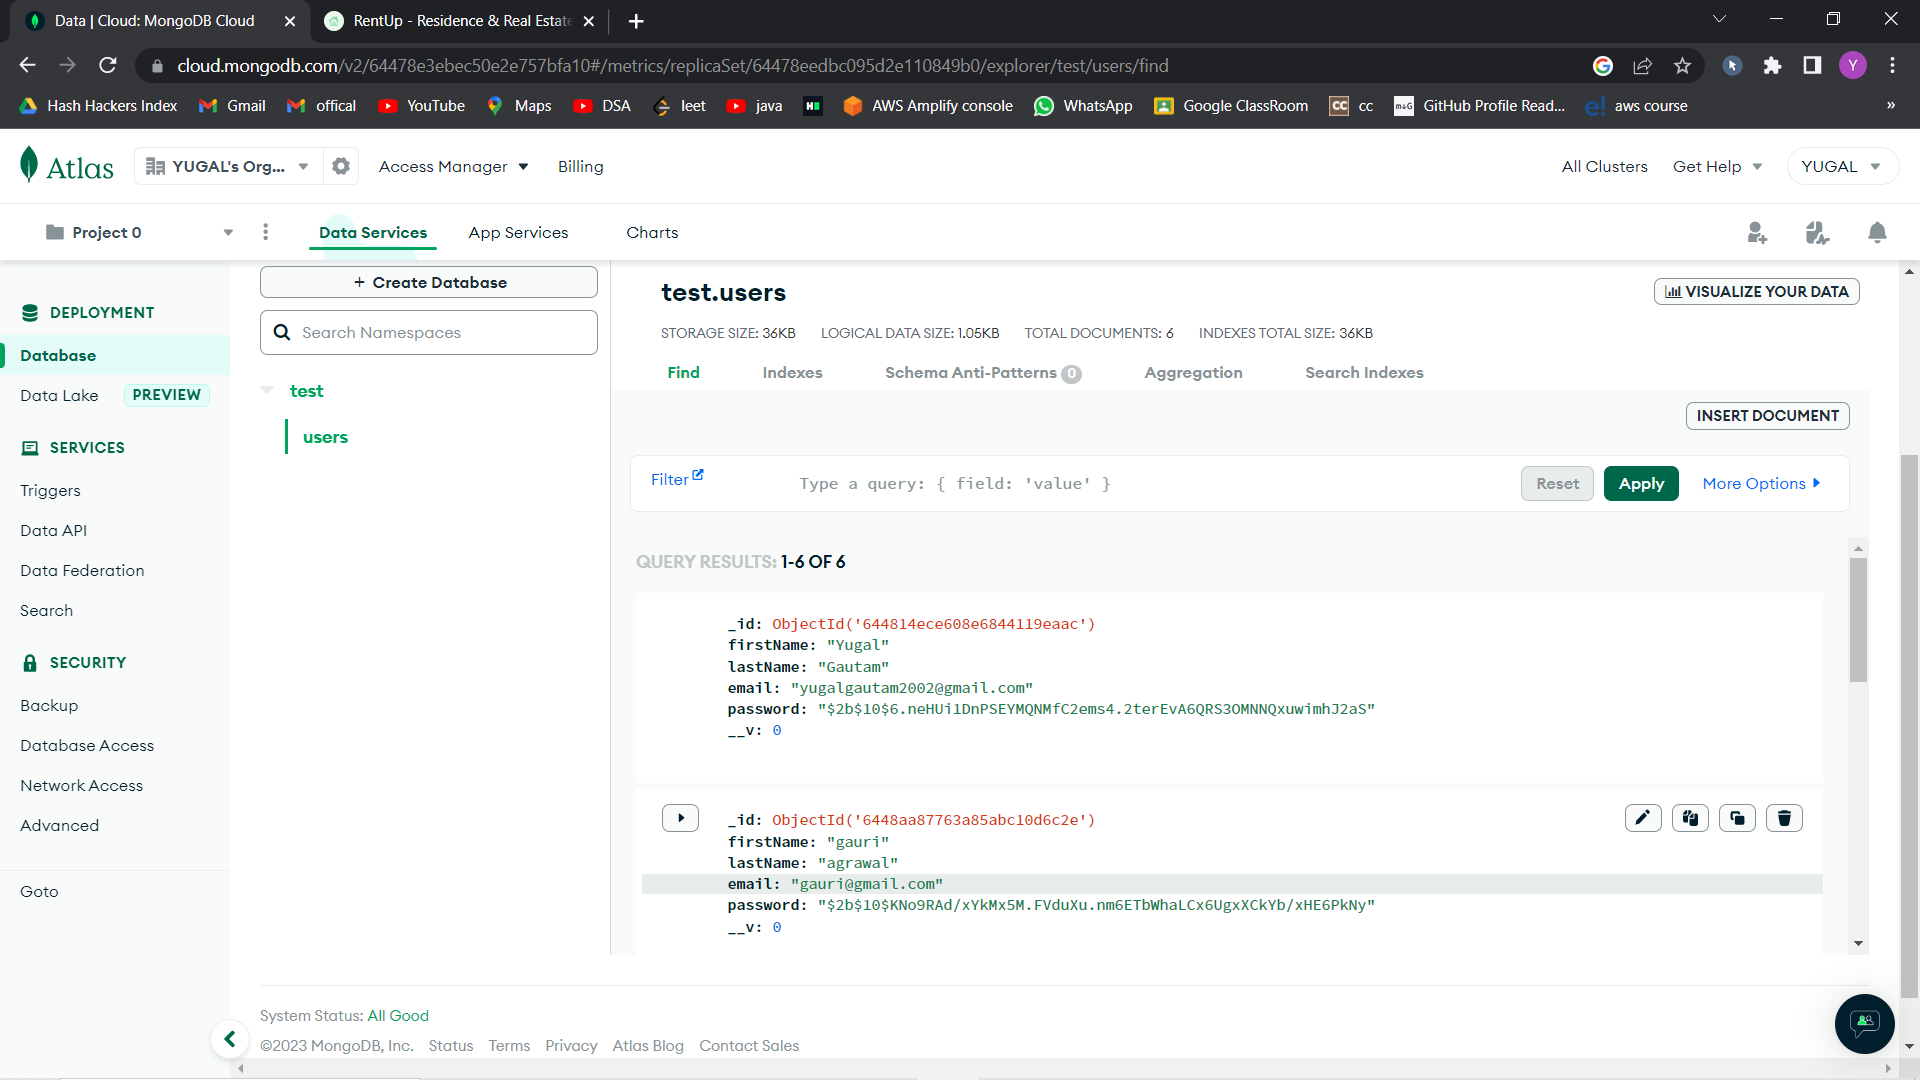 Data | Cloud: MongoDB Cloud
RentUp - Residence & Real Estate
cloud.mongodb.com/v2/64478e3ebec50e2e757bfa10#/metrics/replicaSet/64478eedbc095d2e110849b0/explorer/test/users/find
Y
Hash Hackers Index Gmail offical YouTube Maps DSA leet java AWS Amplify console WhatsApp Google ClassRoom cc GitHub Profile Read... aws course »
Atlas YUGAL's Org... Access Manager Billing All Clusters Get Help YUGAL
Project 0 Data Services App Services Charts
DEPLOYMENT
Database
Data Lake PREVIEW
SERVICES
Triggers
Data API
Data Federation
Search
SECURITY
Backup
Database Access
Network Access
Advanced
Goto
+ Create Database
Search Namespaces
test
users
test.users
VISUALIZE YOUR DATA
STORAGE SIZE: 36KB LOGICAL DATA SIZE: 1.05KB TOTAL DOCUMENTS: 6 INDEXES TOTAL SIZE: 36KB
Find Indexes Schema Anti-Patterns 0 Aggregation Search Indexes
INSERT DOCUMENT
Filter Type a query: { field: 'value' } Reset Apply More Options
QUERY RESULTS: 1-6 OF 6
_id: ObjectId('644814ece608e6844119eaac')
firstName: "Yugal"
lastName: "Gautam"
email: "yugalgautam2002@gmail.com"
password: "$2b$10$6.neHUi1DnPSEYMQNMfC2ems4.2terEvA6QRS3OMNNQxuwimhJ2aS"
__v: 0
_id: ObjectId('6448aa87763a85abc10d6c2e')
firstName: "gauri"
lastName: "agrawal"
email: "gauri@gmail.com"
password: "$2b$10$KNo9RAd/xYkMx5M.FVduXu.nm6ETbWhaLCx6UgxXCkYb/xHE6PkNy"
__v: 0
System Status: All Good
©2023 MongoDB, Inc. Status Terms Privacy Atlas Blog Contact Sales